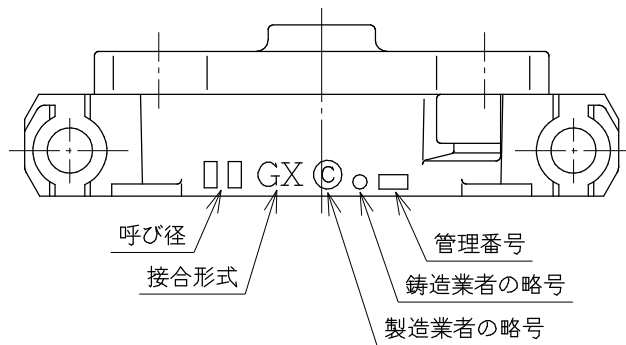 ▯▯ GX © ○ ▭
呼び径
管理番号
接合形式
鋳造業者の略号
製造業者の略号